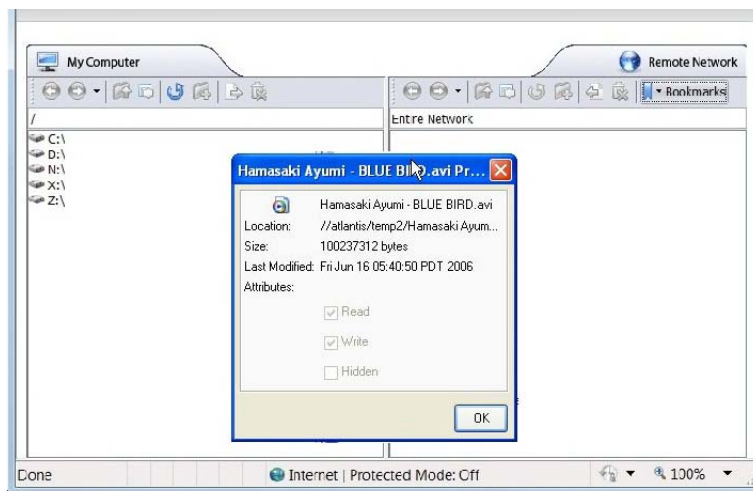 My Computer
Remote Network
Bookmarks
/
Entire Network
C:\
D:\
N:\
X:\
Z:\
Hamasaki Ayumi - BLUE BIRD.avi Pr...
Hamasaki Ayumi - BLUE BIRD.avi
Location: //atlantis/temp2/Hamasaki Ayum...
Size: 100237312 bytes
Last Modified: Fri Jun 16 05:40:50 PDT 2006
Attributes:
Read
Write
Hidden
OK
Done
Internet | Protected Mode: Off
100%